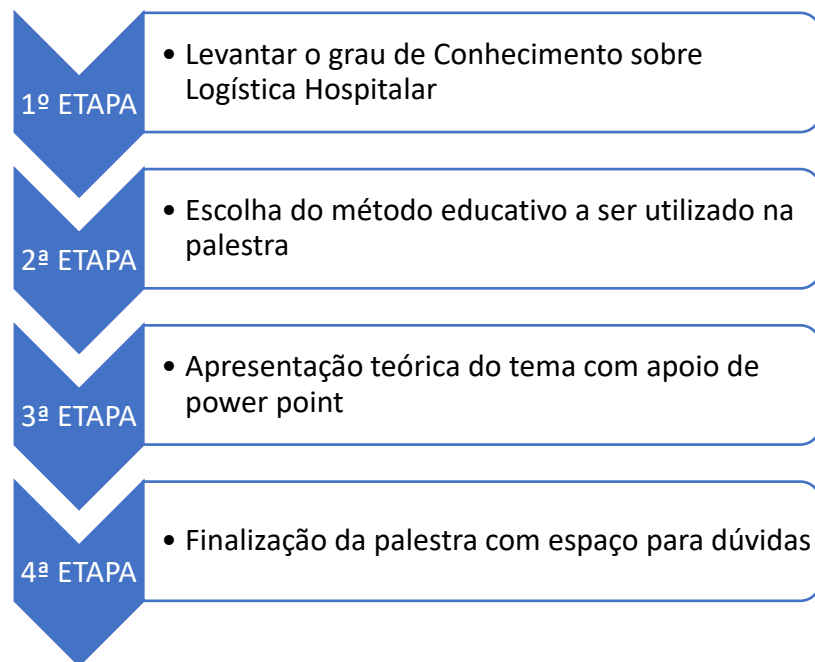 1º ETAPA
• Levantar o grau de Conhecimento sobre
Logística Hospitalar
2ª ETAPA
• Escolha do método educativo a ser utilizado na
palestra
3ª ETAPA
• Apresentação teórica do tema com apoio de
power point
4ª ETAPA
• Finalização da palestra com espaço para dúvidas